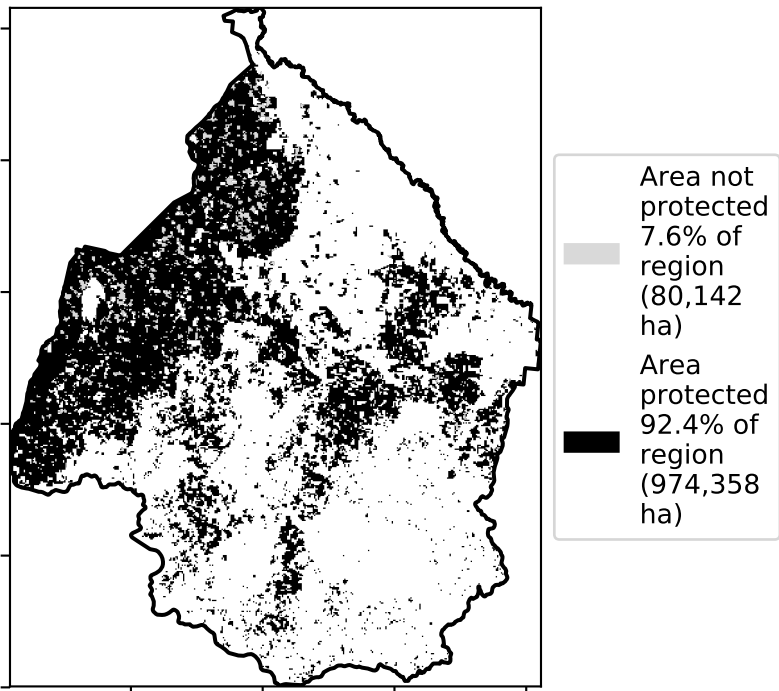 Area not
protected
7.6% of
region
(80,142
ha)
Area
protected
92.4% of
region
(974,358
ha)